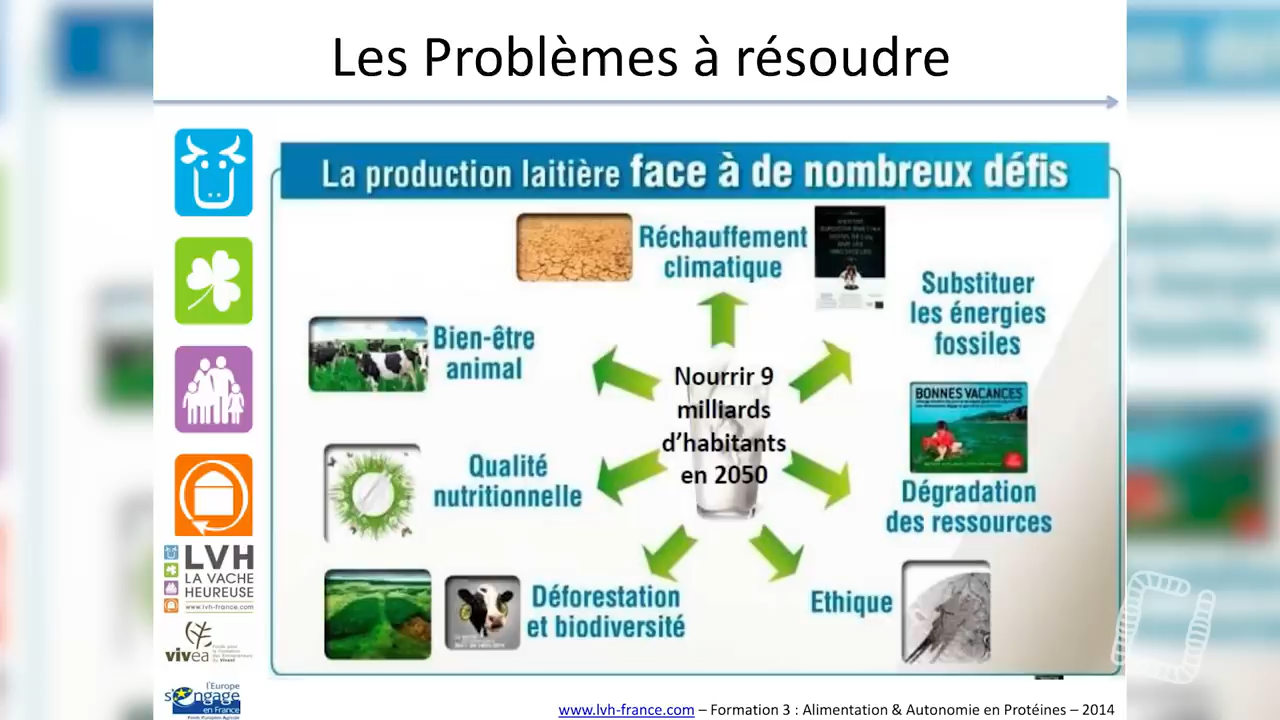 Les Problèmes à résoudre
La production laitière face à de nombreux défis
Réchauffement
climatique
Substituer
les énergies
fossiles
Bien-être
animal
Nourrir 9
milliards
d'habitants
en 2050
BONNES VACANCES
Qualité
nutritionnelle
Dégradation
des ressources
Déforestation
et biodiversité
Ethique
LVH
LA VACHE
HEUREUSE
www.lvh-france.com
vivea
l'Europe
s'engage
en France
www.lvh-france.com – Formation 3 : Alimentation & Autonomie en Protéines – 2014